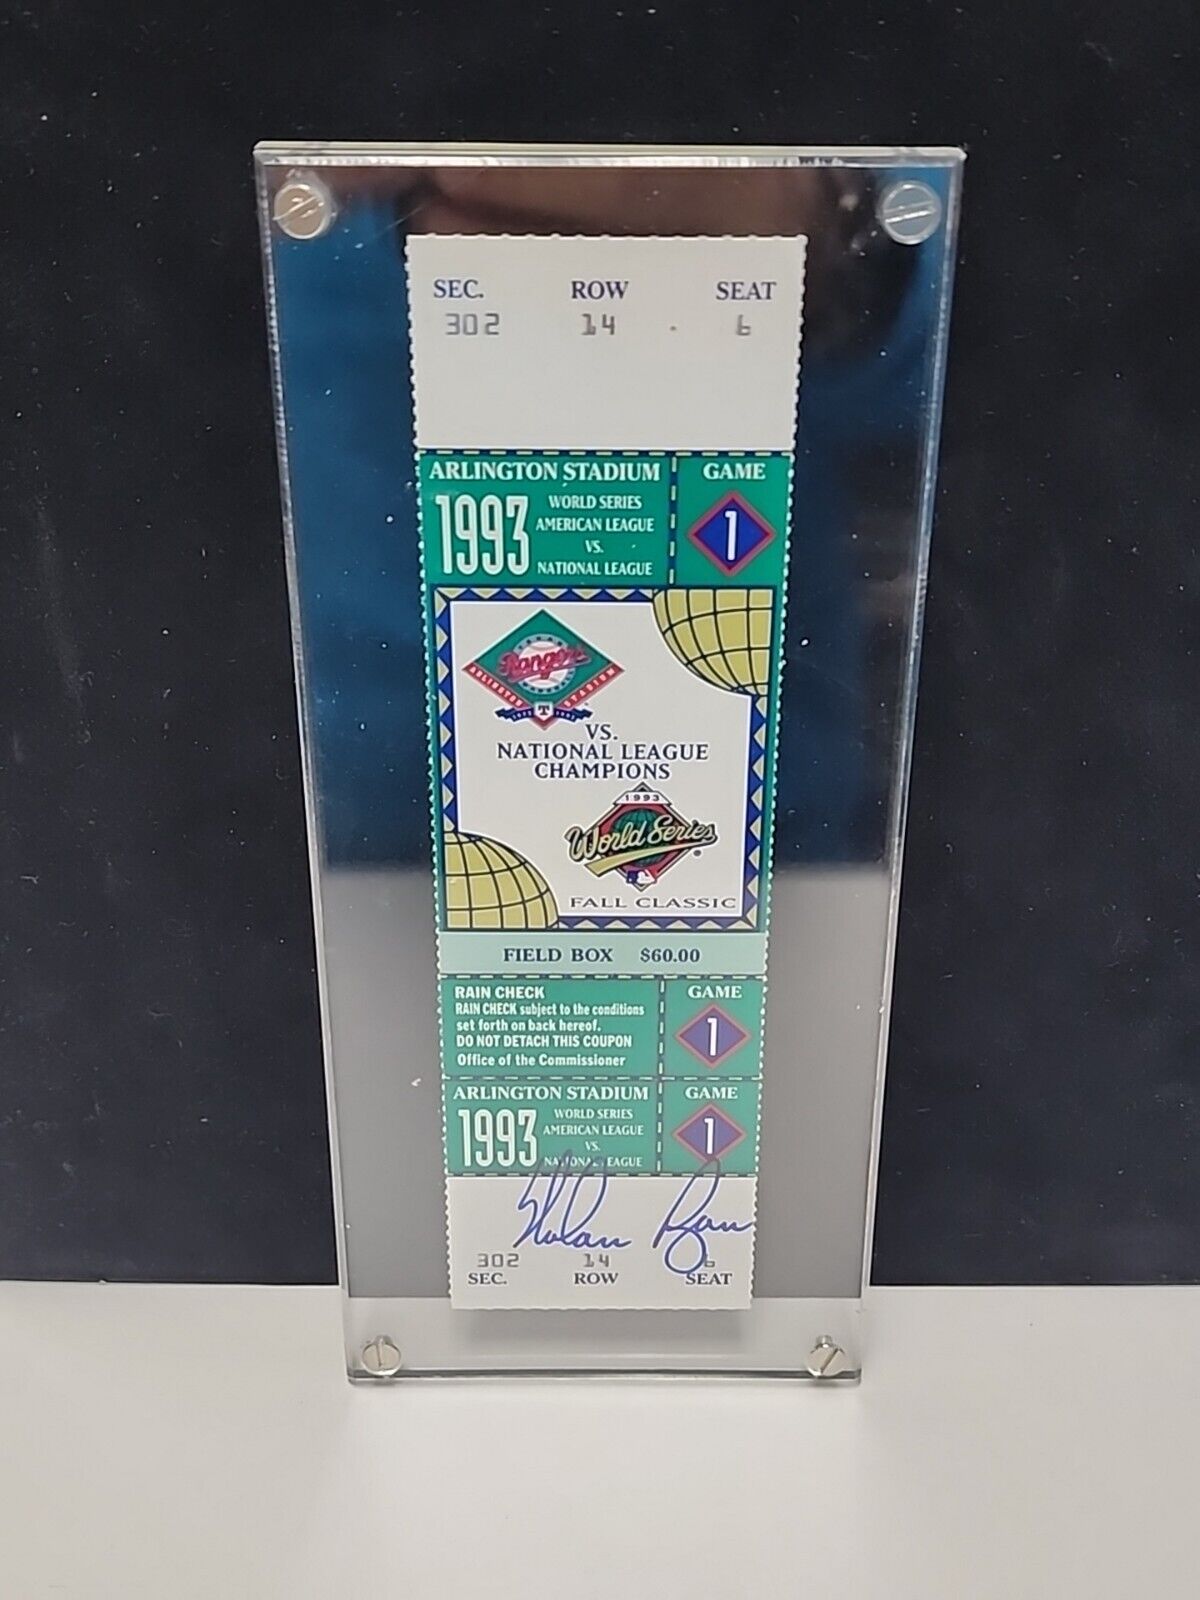 SEC. ROW SEAT
302 14 6
ARLINGTON STADIUM
1993
WORLD SERIES
AMERICAN LEAGUE
VS.
NATIONAL LEAGUE
GAME
1
Rangers
ARLINGTON STADIUM
T
VS.
NATIONAL LEAGUE
CHAMPIONS
1993
World Series
FALL CLASSIC
FIELD BOX $60.00
RAIN CHECK
RAIN CHECK subject to the conditions
set forth on back hereof.
DO NOT DETACH THIS COUPON
Office of the Commissioner
GAME
1
ARLINGTON STADIUM
1993
WORLD SERIES
AMERICAN LEAGUE
VS.
NATIONAL LEAGUE
GAME
1
Nolan Ryan
302 14 6
SEC. ROW SEAT